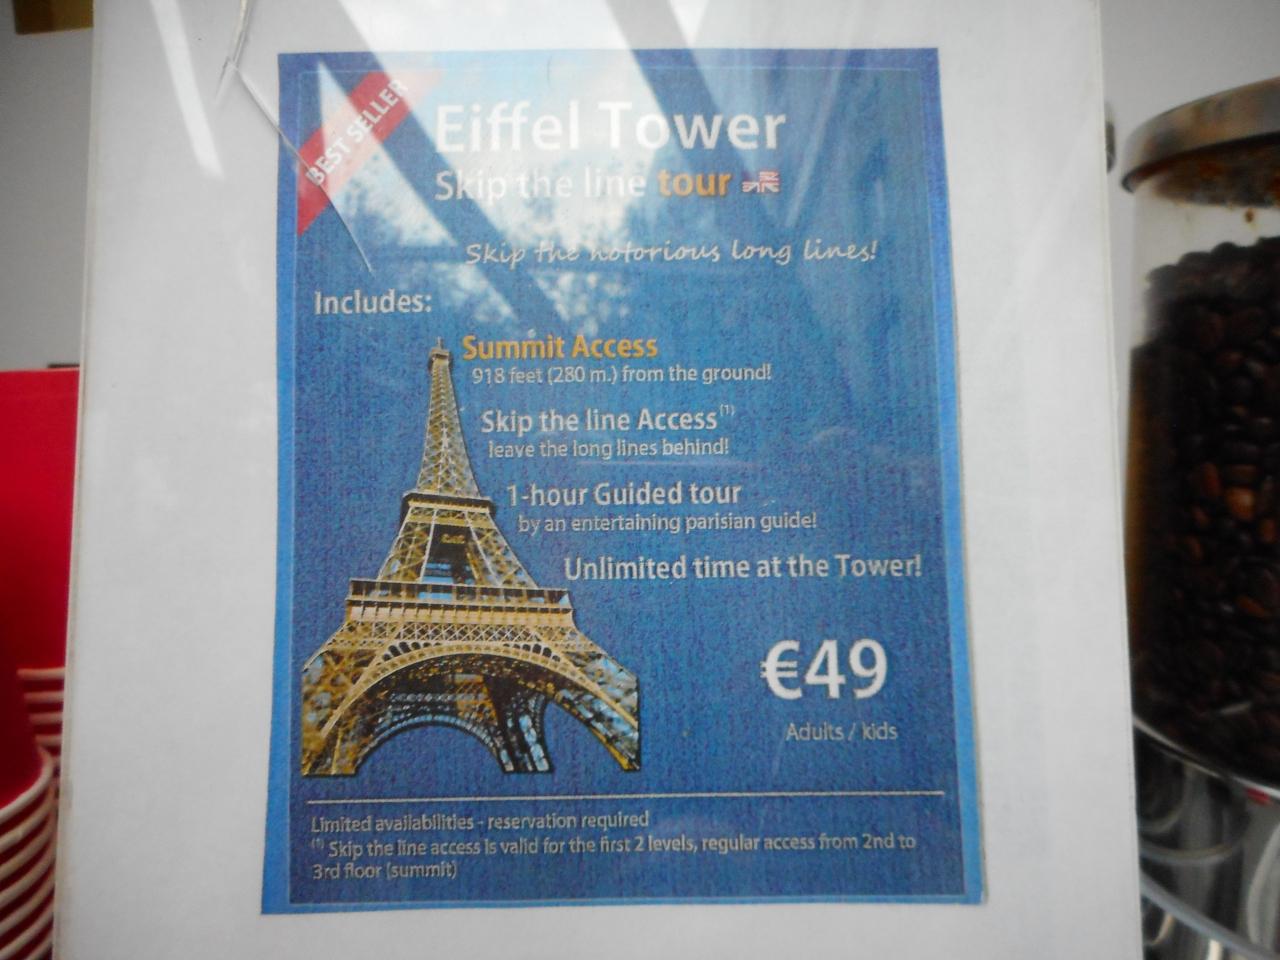 BEST SELLER
Eiffel Tower
Skip the line tour
Skip the notorious long lines!
Includes:
Summit Access
918 feet (280 m.) from the ground!
Skip the line Access(1)
leave the long lines behind!
1-hour Guided tour
by an entertaining parisian guide!
Unlimited time at the Tower!
€49
Adults / kids
Limited availabilities - reservation required
(1) Skip the line access is valid for the first 2 levels, regular access from 2nd to
3rd floor (summit)